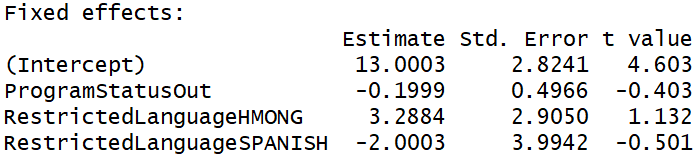 Fixed effects:
Estimate Std. Error t value
(Intercept) 13.0003 2.8241 4.603
ProgramStatusOut -0.1999 0.4966 -0.403
RestrictedLanguageHMONG 3.2884 2.9050 1.132
RestrictedLanguageSPANISH -2.0003 3.9942 -0.501